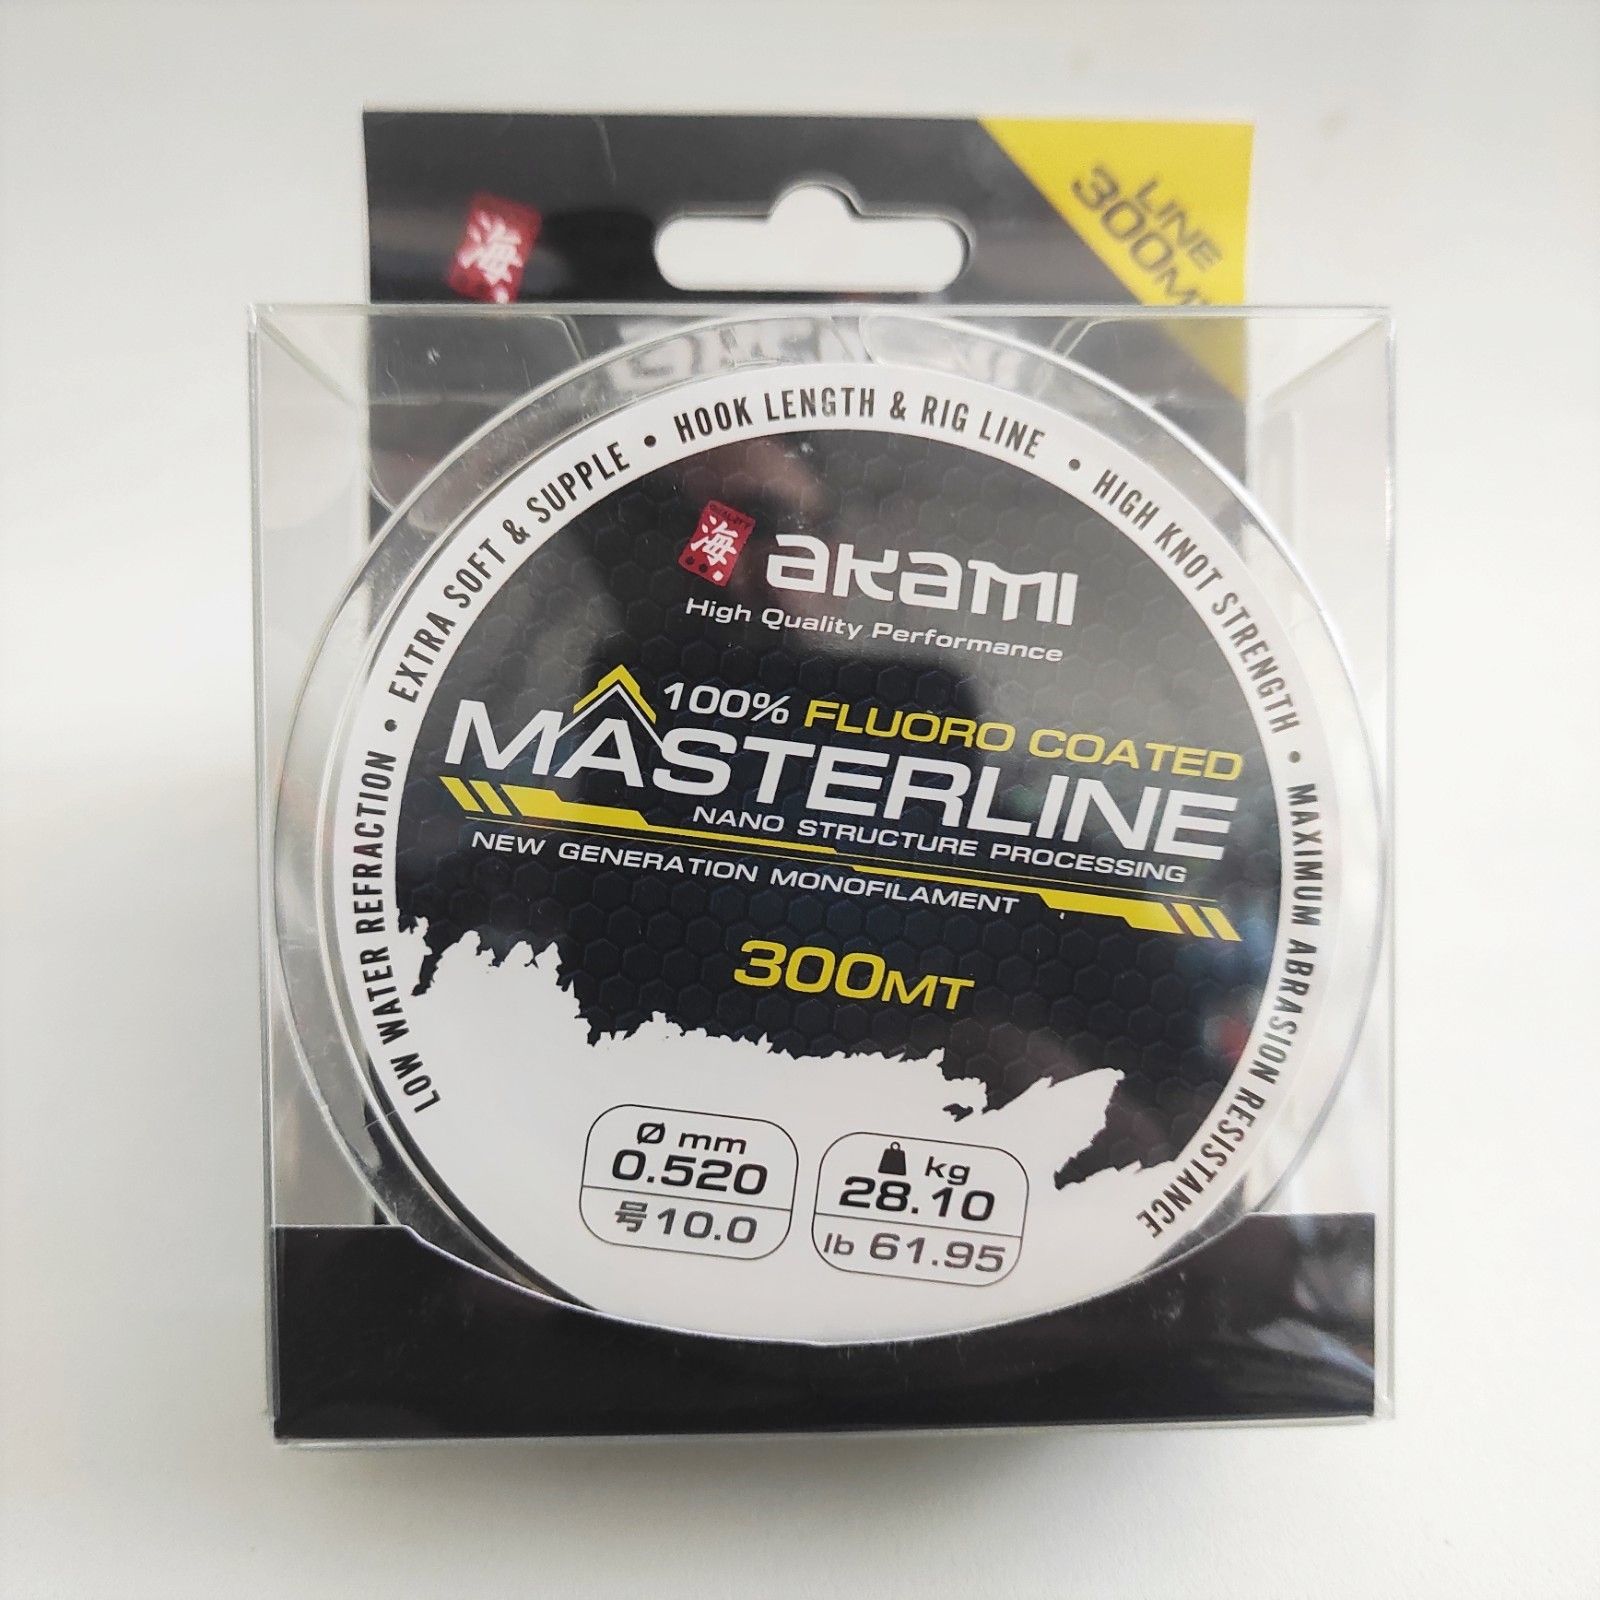 海
LINE
300MT
LOW WATER REFRACTION • EXTRA SOFT & SUPPLE • HOOK LENGTH & RIG LINE • HIGH KNOT STRENGTH • MAXIMUM ABRASION RESISTANCE
海
akami
High Quality Performance
100% FLUORO COATED
MASTERLINE
NANO STRUCTURE PROCESSING
NEW GENERATION MONOFILAMENT
300MT
Ø mm
0.520
号10.0
kg
28.10
lb 61.95